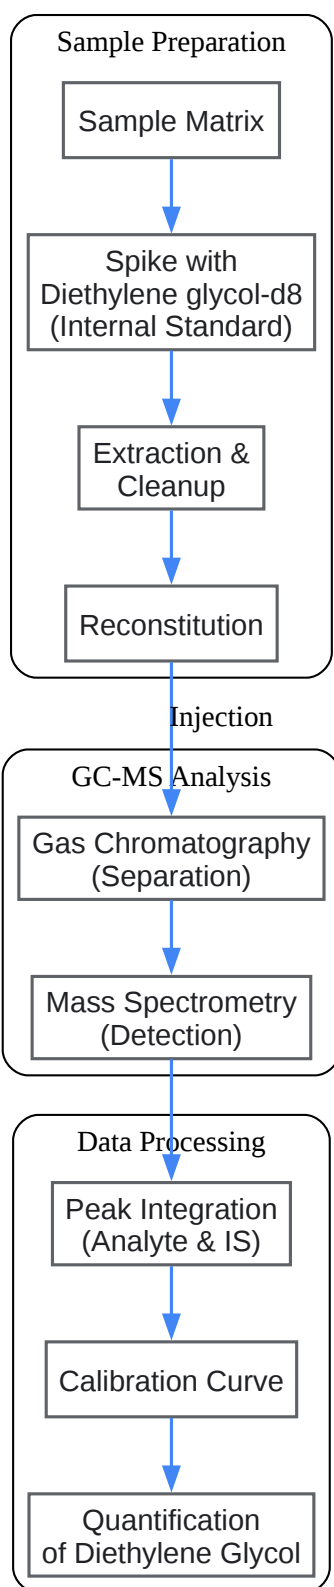 Sample Preparation
Sample Matrix
Spike with
Diethylene glycol-d8
(Internal Standard)
Extraction &
Cleanup
Reconstitution
Injection
GC-MS Analysis
Gas Chromatography
(Separation)
Mass Spectrometry
(Detection)
Data Processing
Peak Integration
(Analyte & IS)
Calibration Curve
Quantification
of Diethylene Glycol